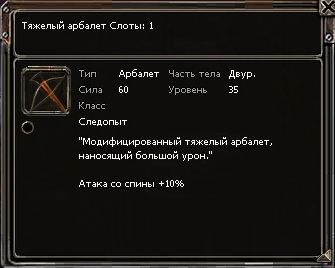 Тяжелый арбалет Слоты: 1
Тип Арбалет Часть тела Двур.
Сила 60 Уровень 35
Класс
Следопыт
"Модифицированный тяжелый арбалет,
наносящий большой урон."
Атака со спины +10%